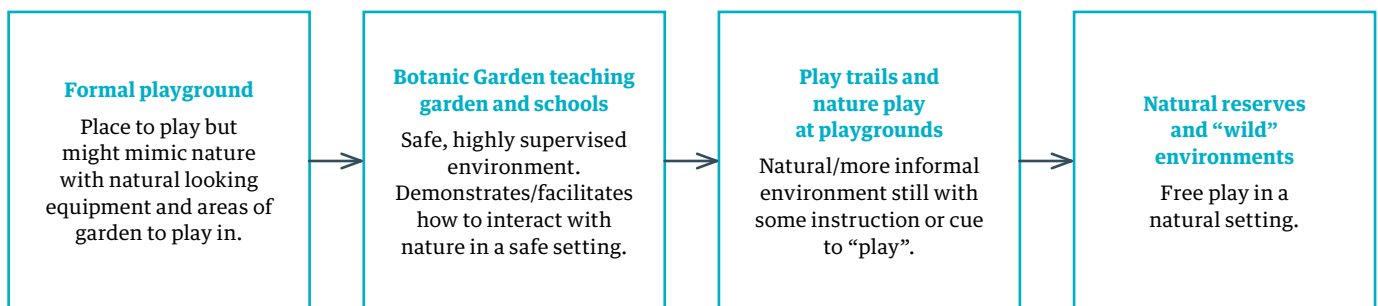 Formal playground
Place to play but
might mimic nature
with natural looking
equipment and areas of
garden to play in.
Botanic Garden teaching
garden and schools
Safe, highly supervised
environment.
Demonstrates/facilitates
how to interact with
nature in a safe setting.
Play trails and
nature play
at playgrounds
Natural/more informal
environment still with
some instruction or cue
to “play”.
Natural reserves
and “wild”
environments
Free play in a
natural setting.